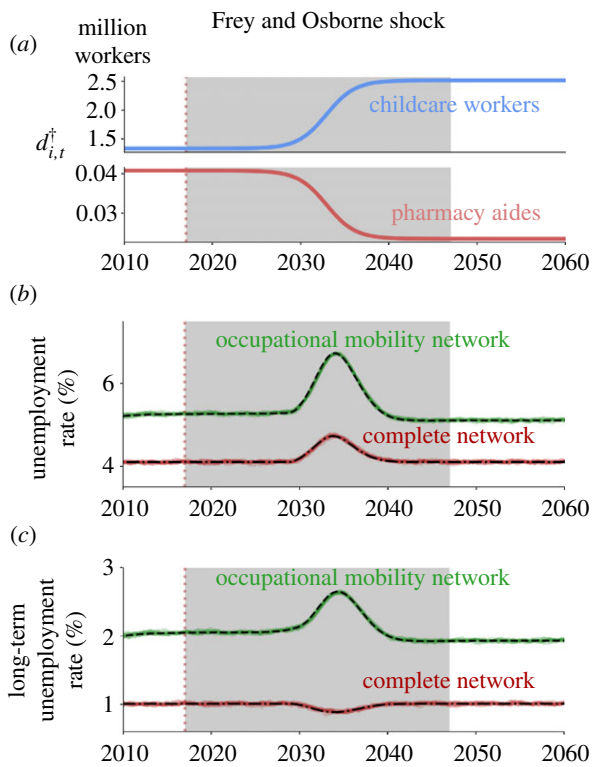 Frey and Osborne shock
(a)
million
workers
2.5
2.0
1.5
childcare workers
d†i,t
0.04
0.03
pharmacy aides
2010 2020 2030 2040 2050 2060
(b)
occupational mobility network
unemployment
rate (%)
6
4
complete network
2010 2020 2030 2040 2050 2060
(c)
3
occupational mobility network
long-term
unemployment
rate (%)
2
complete network
1
2010 2020 2030 2040 2050 2060